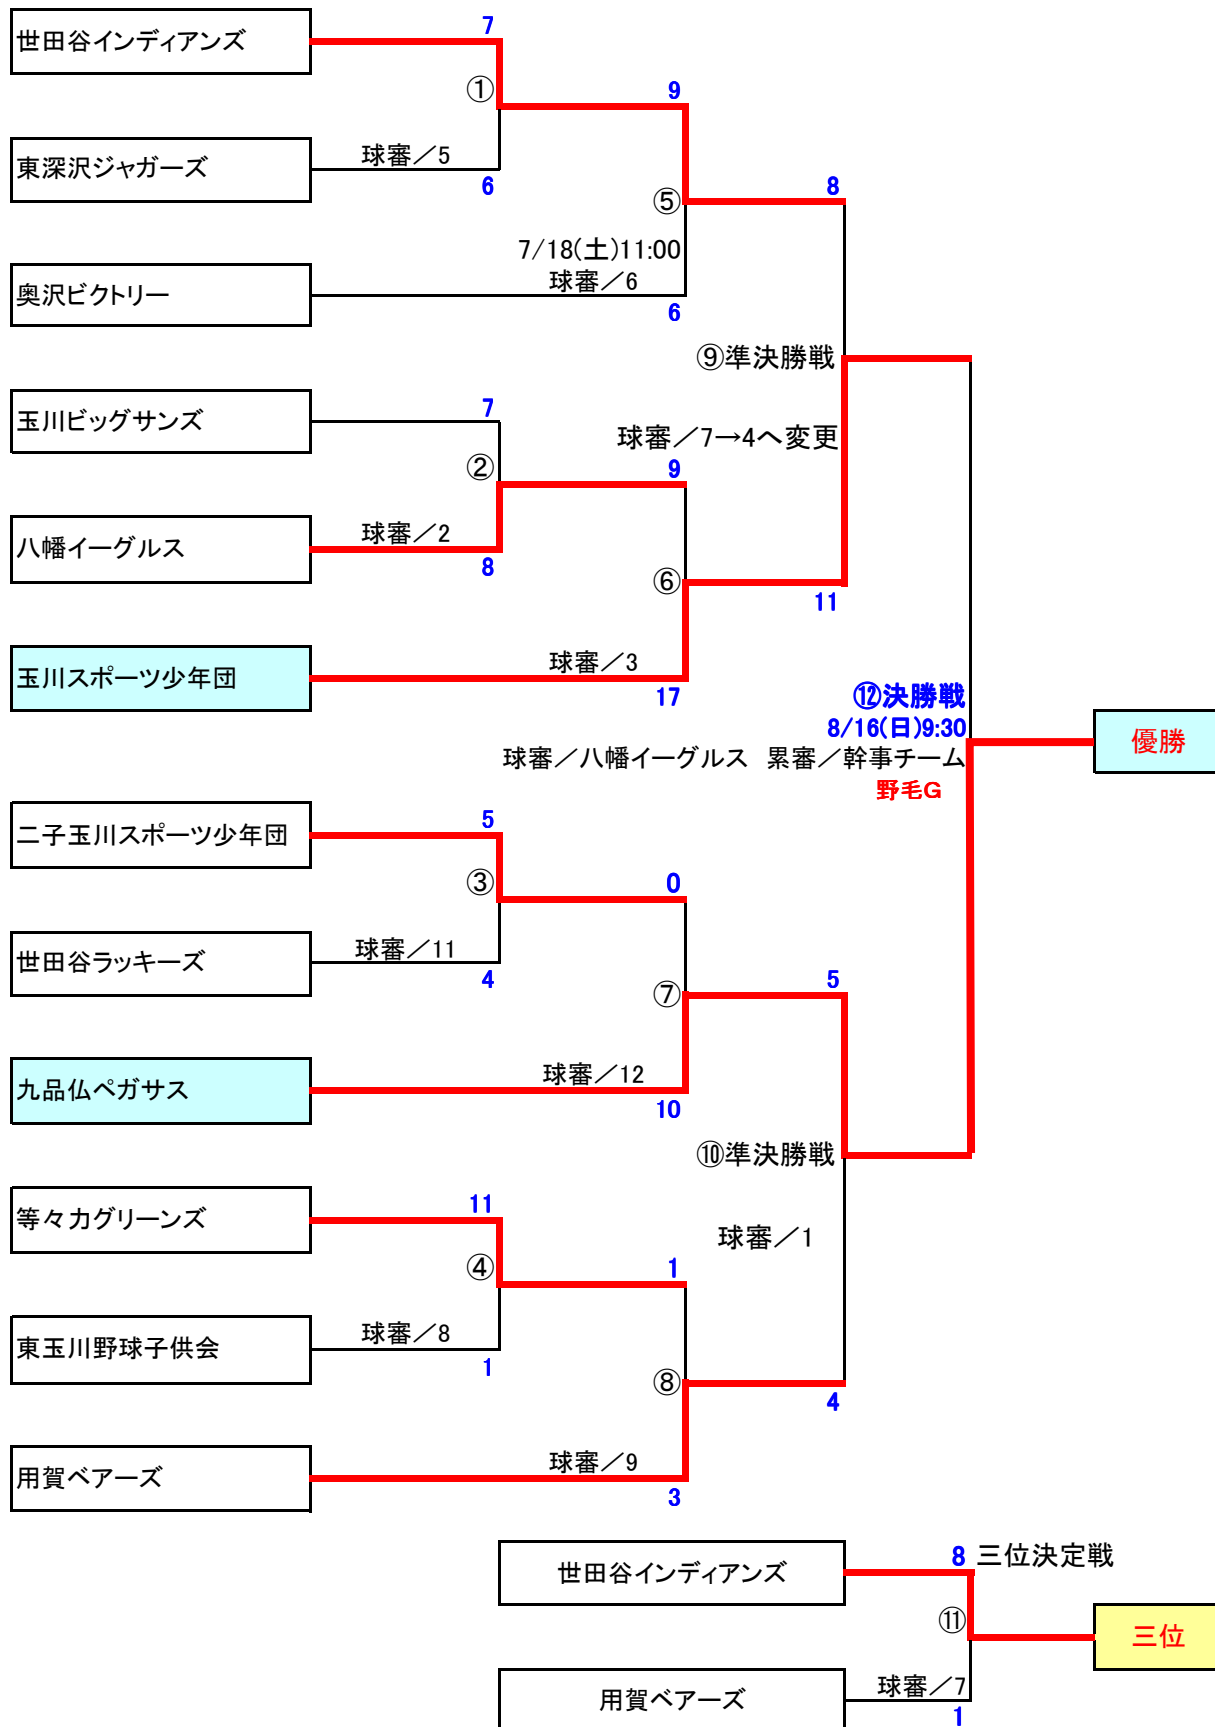 世田谷インディアンズ
7
①
9
東深沢ジャガーズ
球審／5
6
⑤
8
7/18(土)11:00
奥沢ビクトリー
球審／6
6
⑨準決勝戦
玉川ビッグサンズ
7
球審／7→4へ変更
②
9
八幡イーグルス
球審／2
8
⑥
11
玉川スポーツ少年団
球審／3
17
⑫決勝戦
8/16(日)9:30
優勝
球審／八幡イーグルス 累審／幹事チーム
野毛G
二子玉川スポーツ少年団
5
③
0
世田谷ラッキーズ
球審／11
4
⑦
5
九品仏ペガサス
球審／12
10
⑩準決勝戦
等々力グリーンズ
11
球審／1
④
1
東玉川野球子供会
球審／8
1
⑧
4
用賀ベアーズ
球審／9
3
世田谷インディアンズ
8 三位決定戦
⑪
三位
用賀ベアーズ
球審／7
1